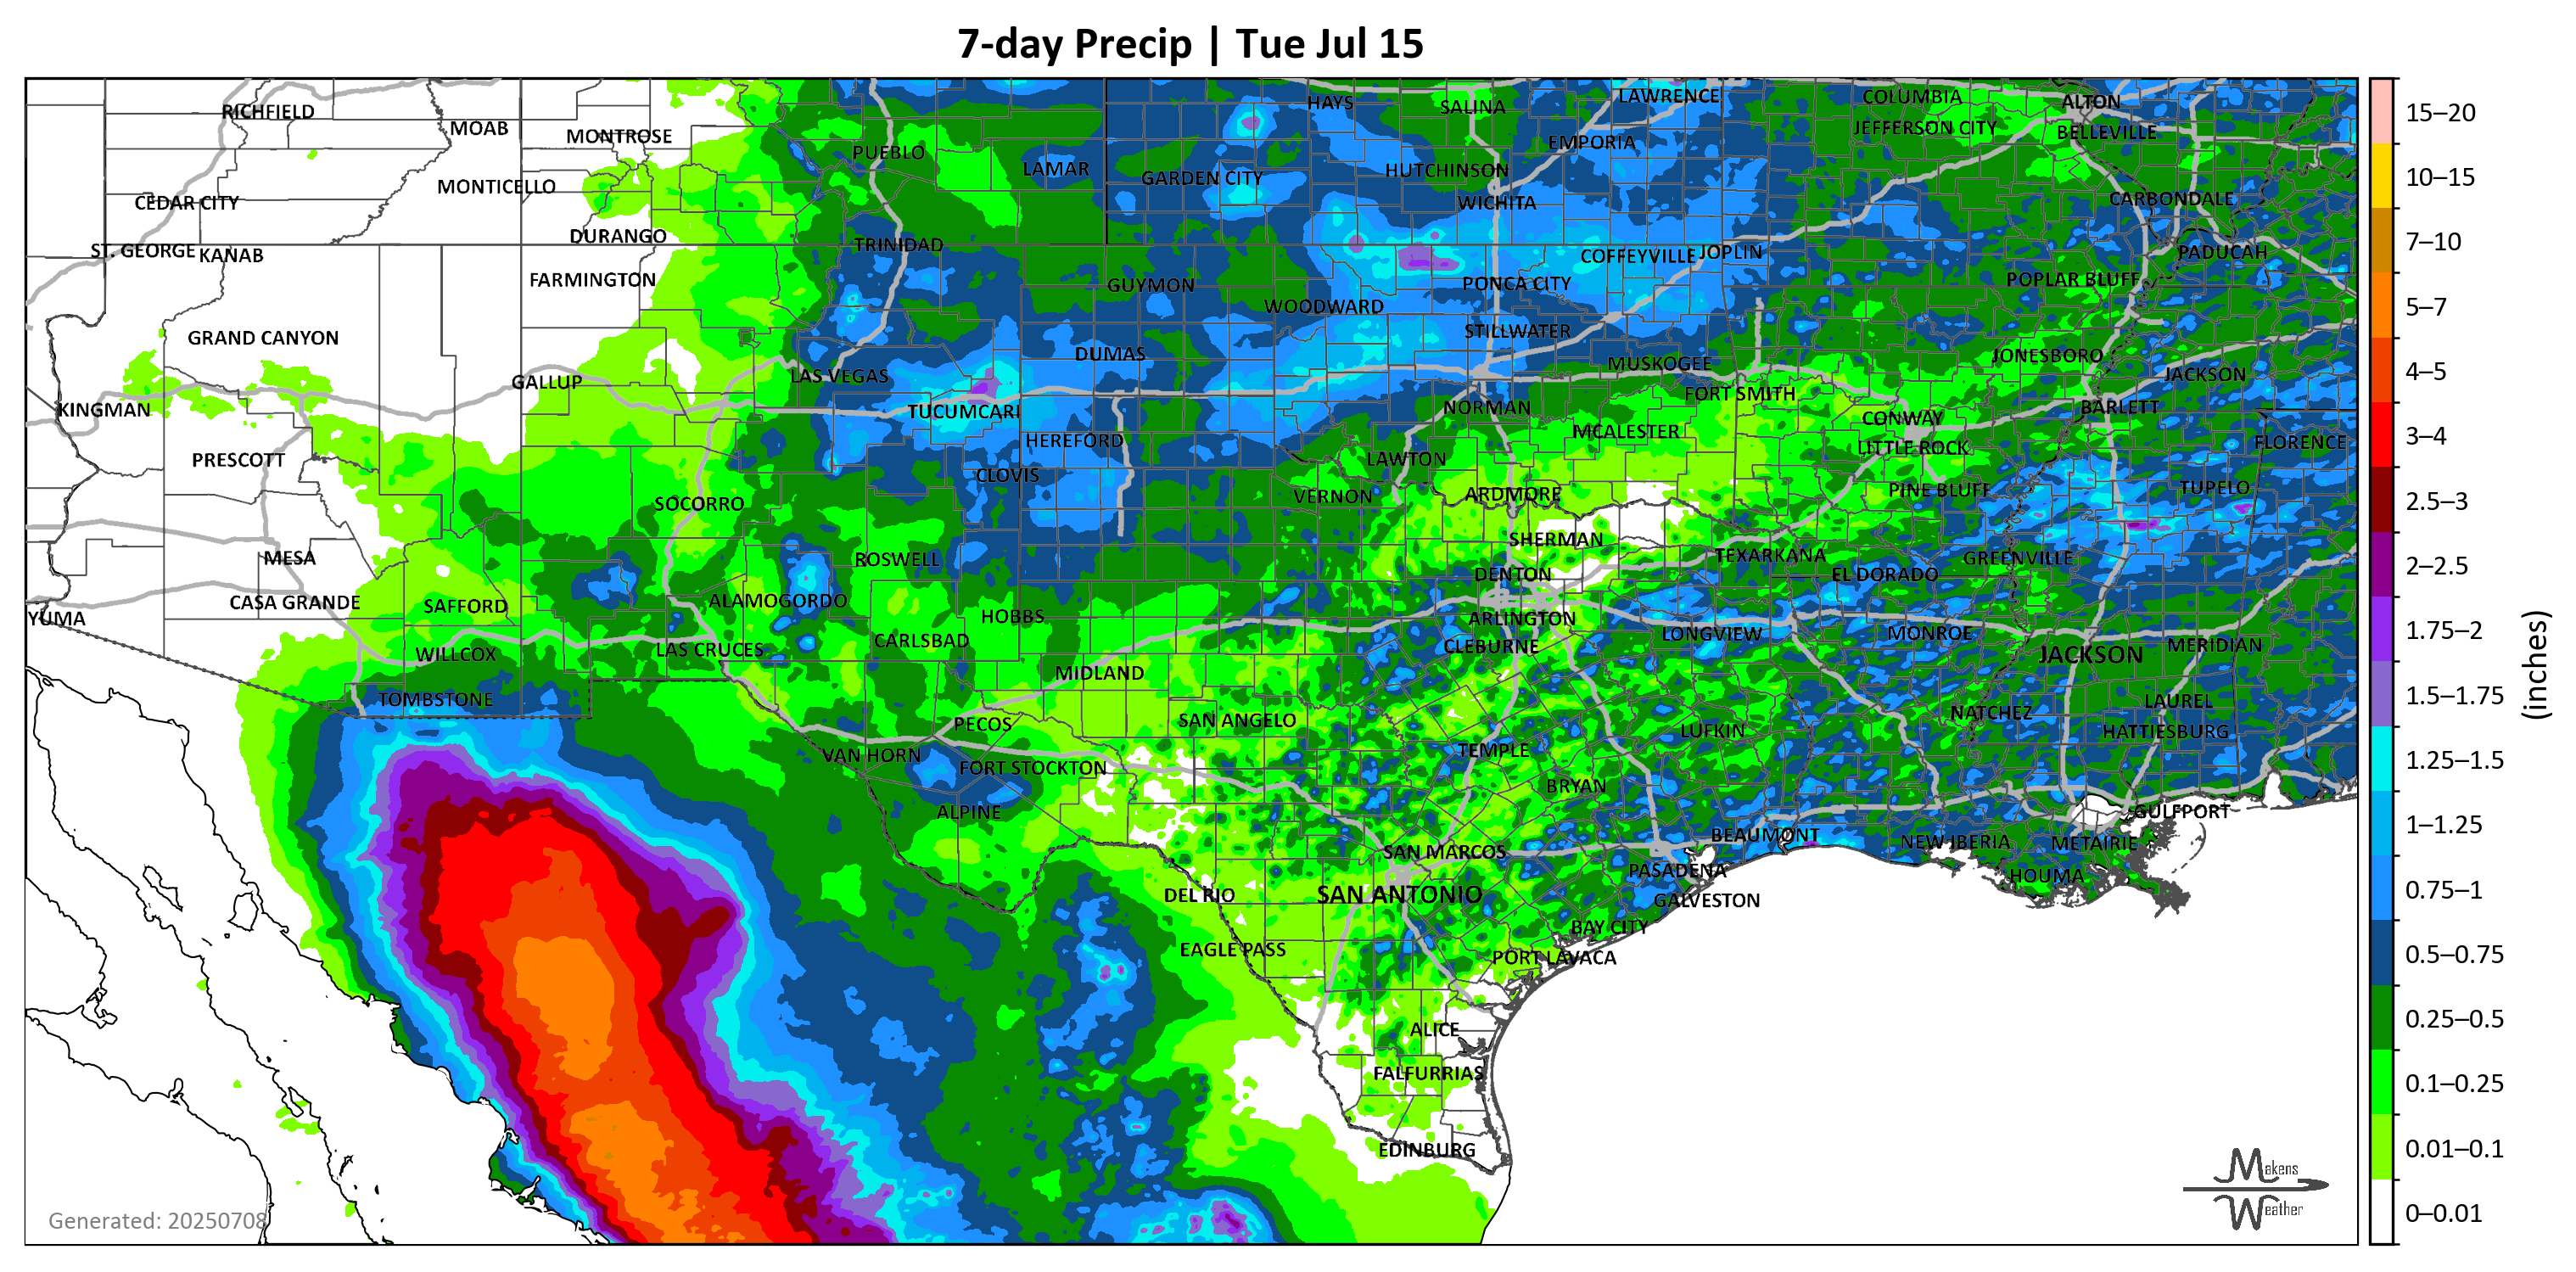 7-day Precip | Tue Jul 15
RICHFIELD
MOAB
MONTROSE
PUEBLO
LAMAR
GARDEN CITY
HAYS
SALINA
LAWRENCE
EMPORIA
HUTCHINSON
WICHITA
COLUMBIA
JEFFERSON CITY
ALTON
BELLEVILLE
CARBONDALE
CEDAR CITY
MONTICELLO
ST. GEORGE
KANAB
DURANGO
TRINIDAD
COFFEYVILLE
JOPLIN
PADUCAH
FARMINGTON
GUYMON
WOODWARD
PONCA CITY
POPLAR BLUFF
GRAND CANYON
STILLWATER
DUMAS
MUSKOGEE
JONESBORO
JACKSON
GALLUP
LAS VEGAS
FORT SMITH
KINGMAN
TUCUMCARI
NORMAN
BARLETT
CONWAY
PRESCOTT
HEREFORD
MCALESTER
LITTLE ROCK
FLORENCE
CLOVIS
LAWTON
SOCORRO
VERNON
ARDMORE
PINE BLUFF
TUPELO
MESA
ROSWELL
SHERMAN
TEXARKANA
GREENVILLE
CASA GRANDE
SAFFORD
ALAMOGORDO
DENTON
EL DORADO
YUMA
HOBBS
ARLINGTON
WILLCOX
LAS CRUCES
CARLSBAD
CLEBURNE
LONGVIEW
MONROE
JACKSON
MERIDIAN
MIDLAND
TOMBSTONE
PECOS
SAN ANGELO
NATCHEZ
LAUREL
VAN HORN
FORT STOCKTON
TEMPLE
LUFKIN
HATTIESBURG
ALPINE
BRYAN
GULFPORT
SAN MARCOS
BEAUMONT
NEW IBERIA
METAIRIE
DEL RIO
SAN ANTONIO
PASADENA
GALVESTON
HOUMA
EAGLE PASS
BAY CITY
PORT LAVACA
ALICE
FALFURRIAS
EDINBURG
Generated: 20250708
Makens
Weather
15–20
10–15
7–10
5–7
4–5
3–4
2.5–3
2–2.5
1.75–2
1.5–1.75
1.25–1.5
1–1.25
0.75–1
0.5–0.75
0.25–0.5
0.1–0.25
0.01–0.1
0–0.01
(inches)